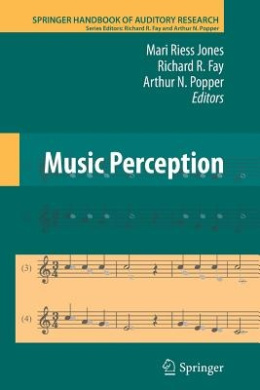 SPRINGER HANDBOOK OF AUDITORY RESEARCH
Series Editors: Richard R. Fay and Arthur N. Popper
Mari Riess Jones
Richard R. Fay
Arthur N. Popper
Editors
Music Perception
(3)
(4)
Springer